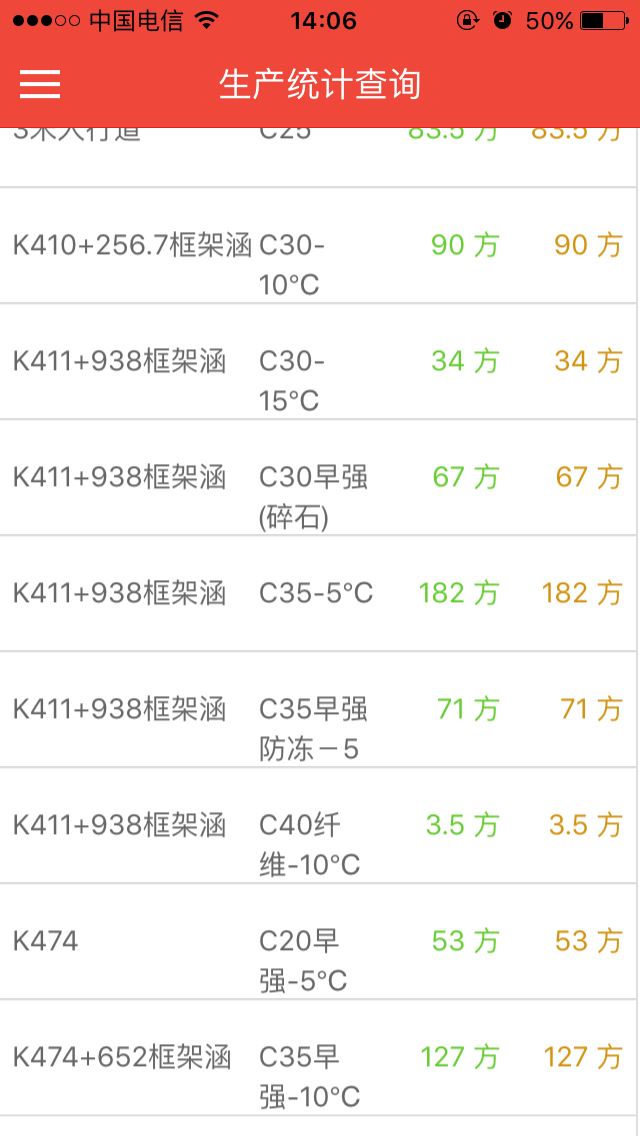 中国电信 14:06 50%
生产统计查询
3米人行道 C25 83.5 方 83.5 方
K410+256.7框架涵 C30- 90 方 90 方
10℃
K411+938框架涵 C30- 34 方 34 方
15℃
K411+938框架涵 C30早强 67 方 67 方
(碎石)
K411+938框架涵 C35-5℃ 182 方 182 方
K411+938框架涵 C35早强 71 方 71 方
防冻－5
K411+938框架涵 C40纤 3.5 方 3.5 方
维-10℃
K474 C20早 53 方 53 方
强-5℃
K474+652框架涵 C35早 127 方 127 方
强-10℃